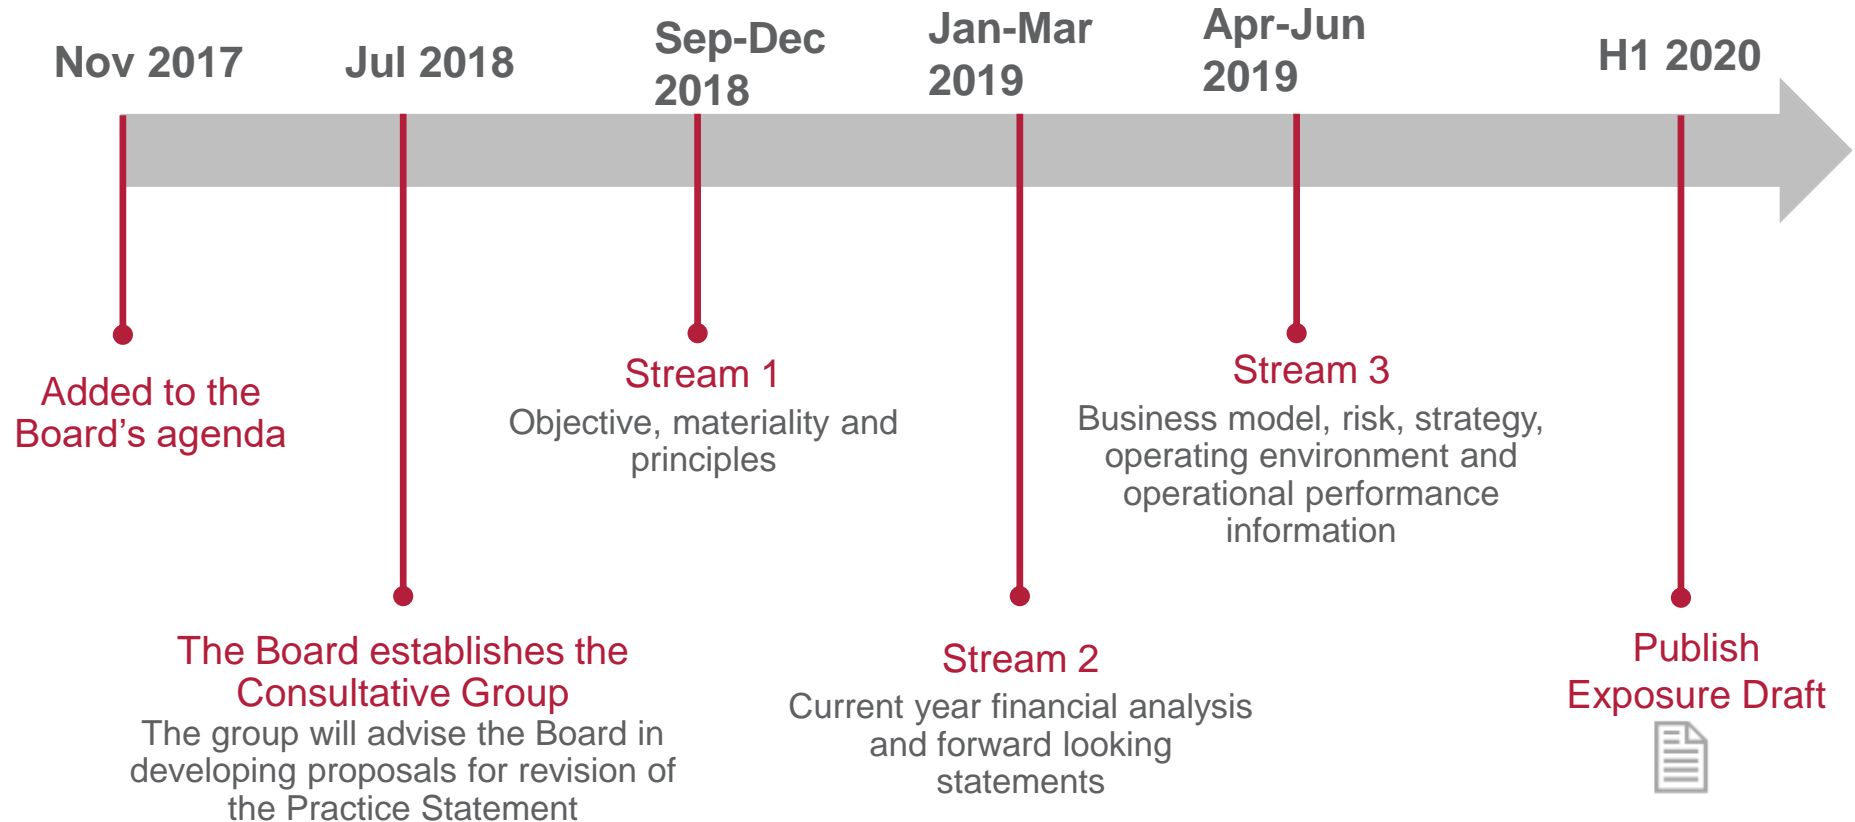 Nov 2017
Jul 2018
Sep-Dec
2018
Jan-Mar
2019
Apr-Jun
2019
H1 2020
Added to the
Board’s agenda
The Board establishes the
Consultative Group
The group will advise the Board in
developing proposals for revision of
the Practice Statement
Stream 1
Objective, materiality and
principles
Stream 2
Current year financial analysis
and forward looking
statements
Stream 3
Business model, risk, strategy,
operating environment and
operational performance
information
Publish
Exposure Draft